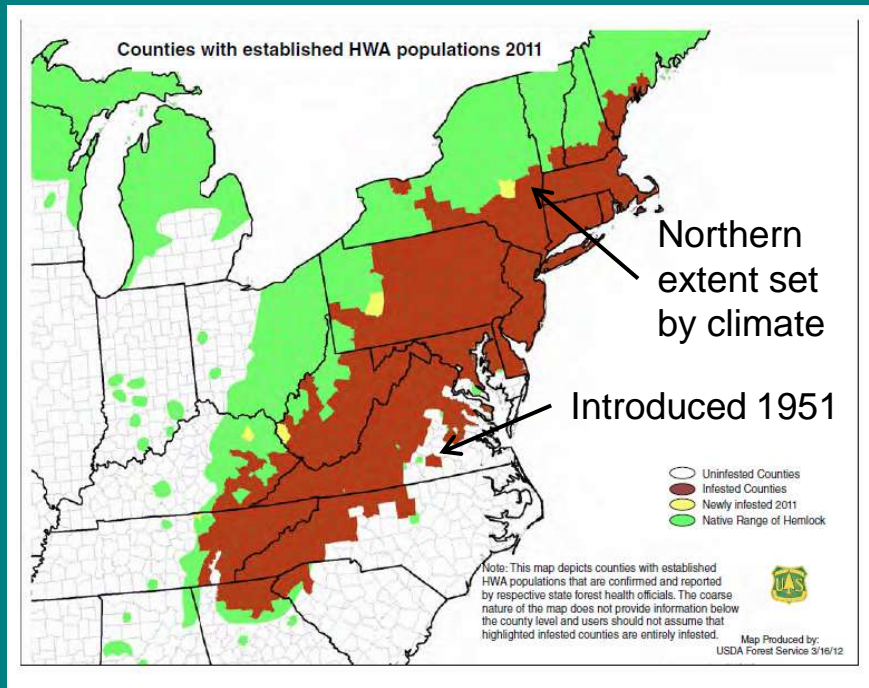 Counties with established HWA populations 2011
Northern
extent set
by climate
Introduced 1951
Uninfested Counties
Infested Counties
Newly infested 2011
Native Range of Hemlock
Note: This map depicts counties with established
HWA populations that are confirmed and reported
by respective state forest health officials. The coarse
nature of the map does not provide information below
the county level and users should not assume that
highlighted infested counties are entirely infested.
U S
Map Produced by:
USDA Forest Service 3/16/12